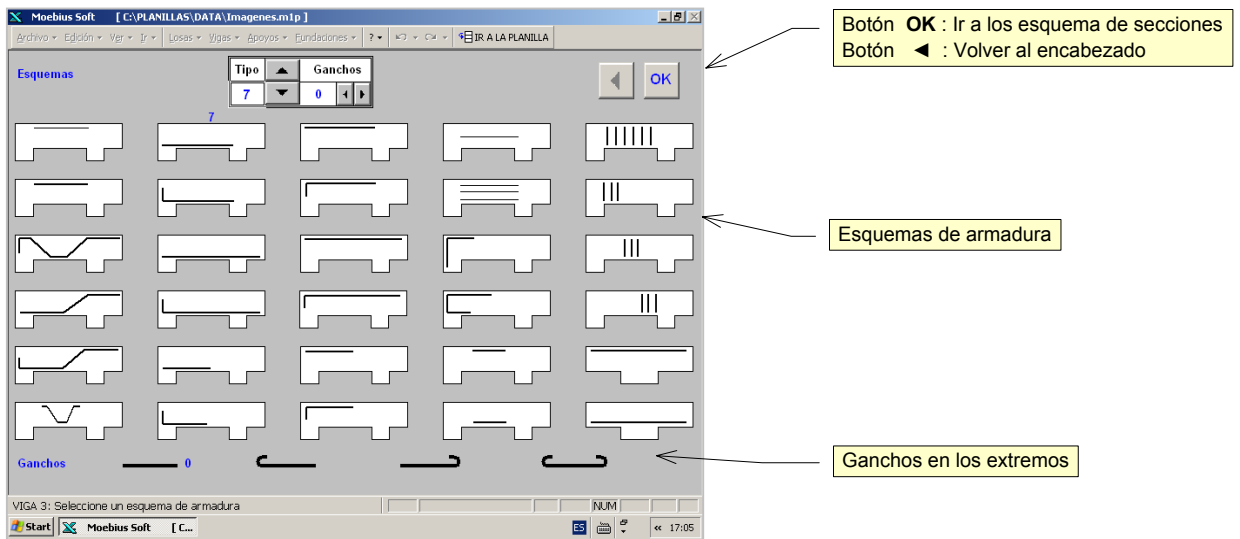 Moebius Soft [ C:\PLANILLAS\DATA\Imagenes.m1p ]
Archivo Edición Ver Ir Losas Vigas Apoyos Fundaciones ? IR A LA PLANILLA
Esquemas
Tipo Ganchos
7 0
OK
7
Ganchos 0
VIGA 3: Seleccione un esquema de armadura NUM
Start Moebius Soft [ C... ES « 17:05
Botón OK : Ir a los esquema de secciones
Botón ◄ : Volver al encabezado
Esquemas de armadura
Ganchos en los extremos